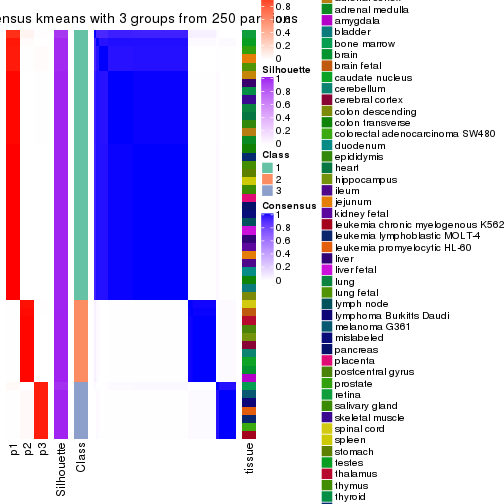 ensus kmeans with 3 groups from 250 par
0.8
0.6
0.4
0.2
0
Silhouette
1
0.8
0.6
0.4
0.2
0
Class
1
2
3
Consensus
1
0.8
0.6
0.4
0.2
0
adrenal medulla
amygdala
bladder
bone marrow
brain
brain fetal
caudate nucleus
cerebellum
cerebral cortex
colon descending
colon transverse
colorectal adenocarcinoma SW480
duodenum
epididymis
heart
hippocampus
ileum
jejunum
kidney fetal
leukemia chronic myelogenous K562
leukemia lymphoblastic MOLT-4
leukemia promyelocytic HL-60
liver
liver fetal
lung
lung fetal
lymph node
lymphoma Burkitts Daudi
melanoma G361
mislabeled
pancreas
placenta
postcentral gyrus
prostate
retina
salivary gland
skeletal muscle
spinal cord
spleen
stomach
testes
thalamus
thymus
thyroid
p1
p2
p3
Silhouette
Class
tissue